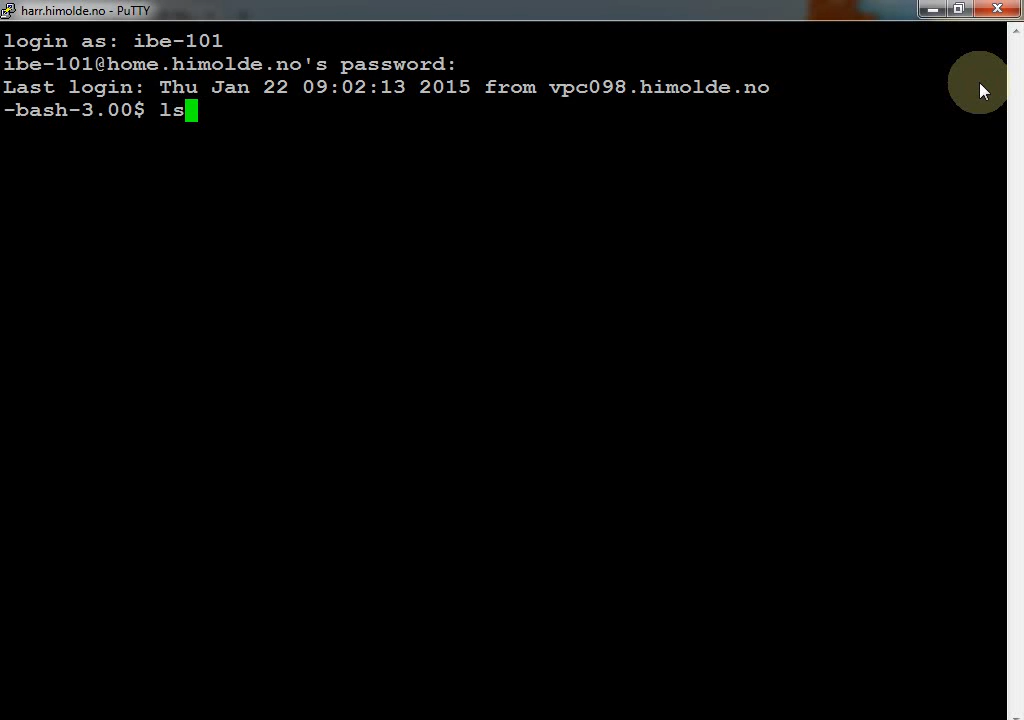 harr.himolde.no - PuTTY
login as: ibe-101
ibe-101@home.himolde.no's password:
Last login: Thu Jan 22 09:02:13 2015 from vpc098.himolde.no
-bash-3.00$ ls